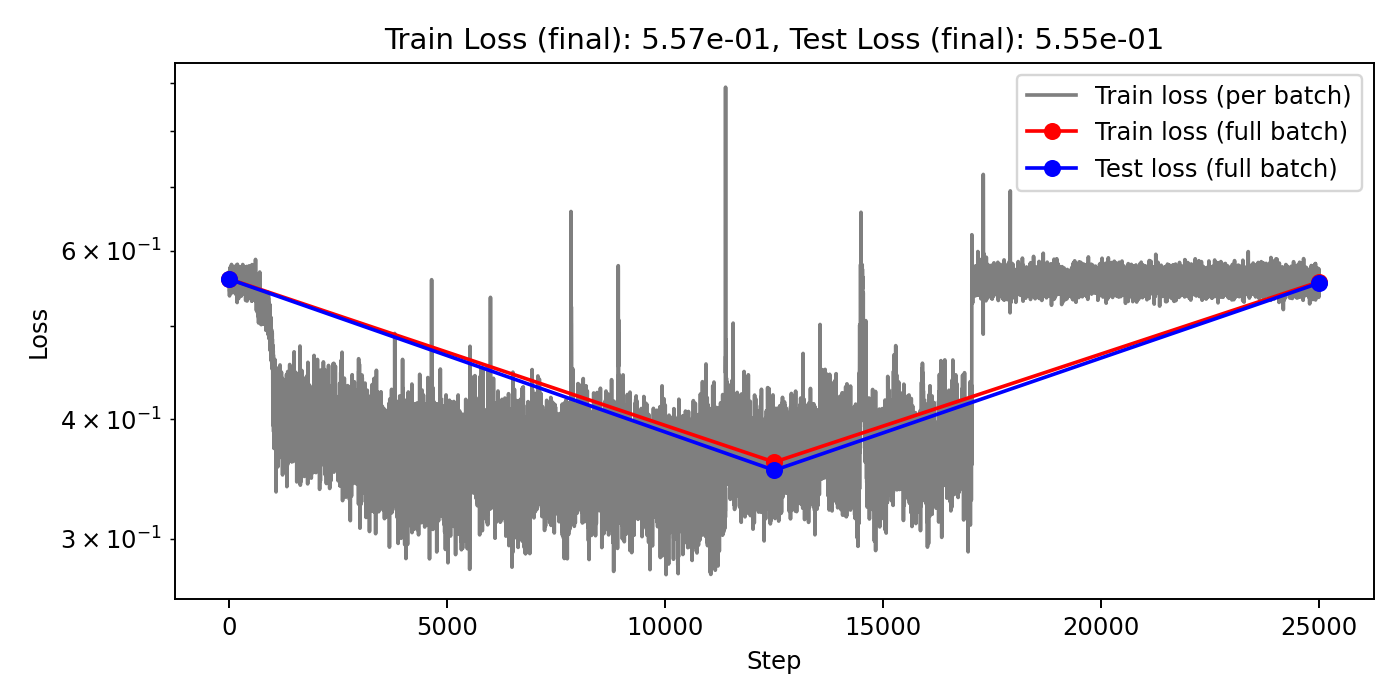 Train Loss (final): 5.57e-01, Test Loss (final): 5.55e-01
Train loss (per batch)
Train loss (full batch)
Test loss (full batch)
Loss
6 × 10⁻¹
4 × 10⁻¹
3 × 10⁻¹
0 5000 10000 15000 20000 25000
Step